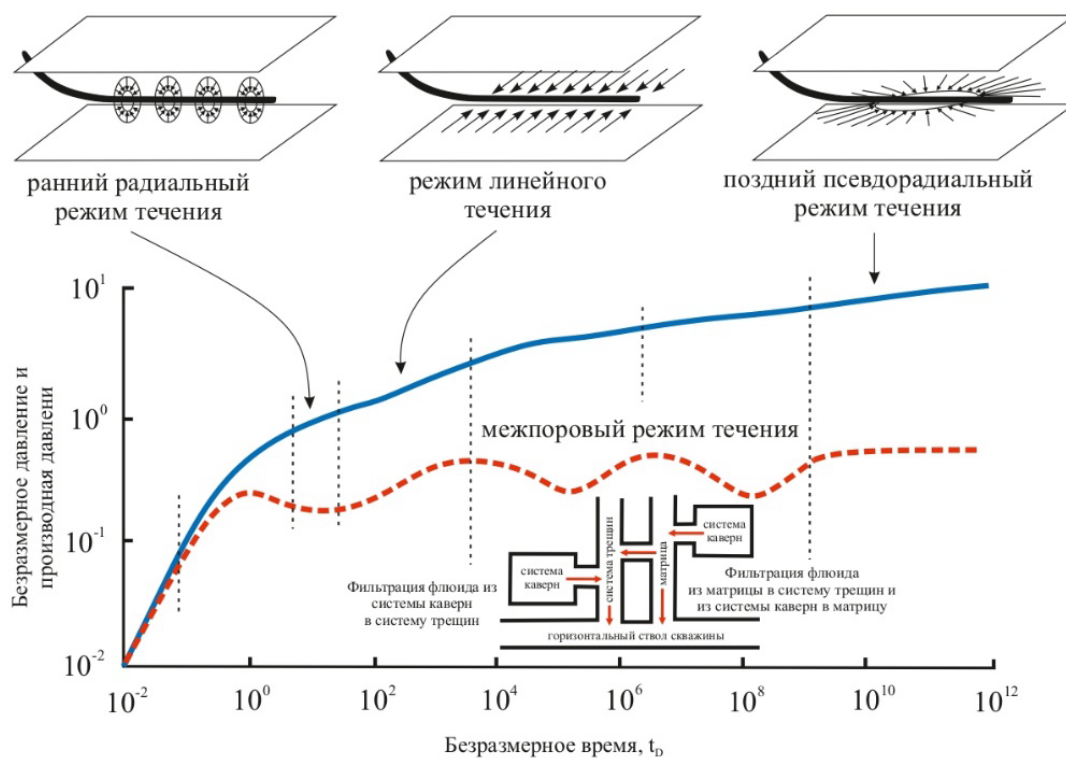 ранний радиальный
режим течения
режим линейного
течения
поздний псевдорадиальный
режим течения
Безразмерное давление и
производная давлени
10¹
10⁰
10⁻¹
10⁻²
межпоровый режим течения
Фильтрация флюида из
системы каверн
в систему трещин
система
каверн
система трещин
матрица
система
каверн
Фильтрация флюида
из матрицы в систему трещин и
из системы каверн в матрицу
горизонтальный ствол скважины
10⁻² 10⁰ 10² 10⁴ 10⁶ 10⁸ 10¹⁰ 10¹²
Безразмерное время, t_D